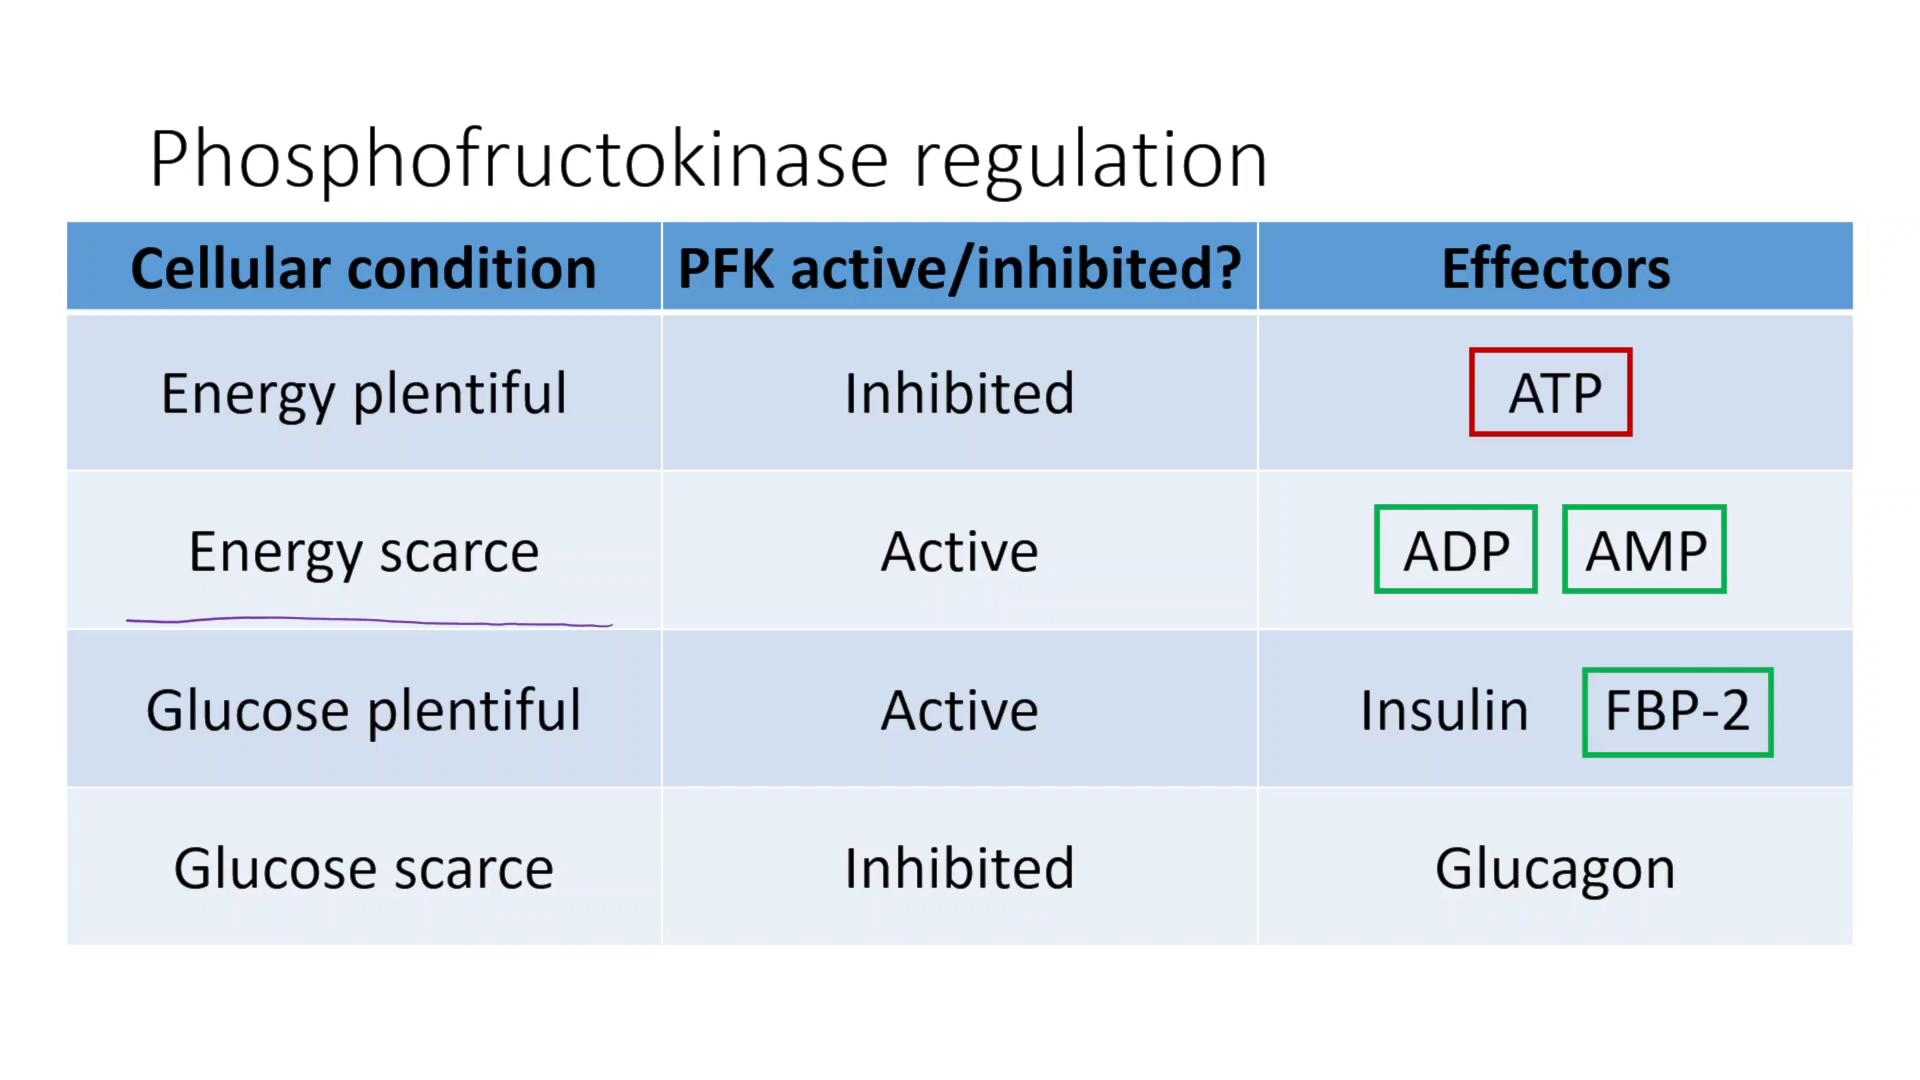 Phosphofructokinase regulation
Cellular condition PFK active/inhibited? Effectors
Energy plentiful Inhibited ATP
Energy scarce Active ADP AMP
Glucose plentiful Active Insulin FBP-2
Glucose scarce Inhibited Glucagon